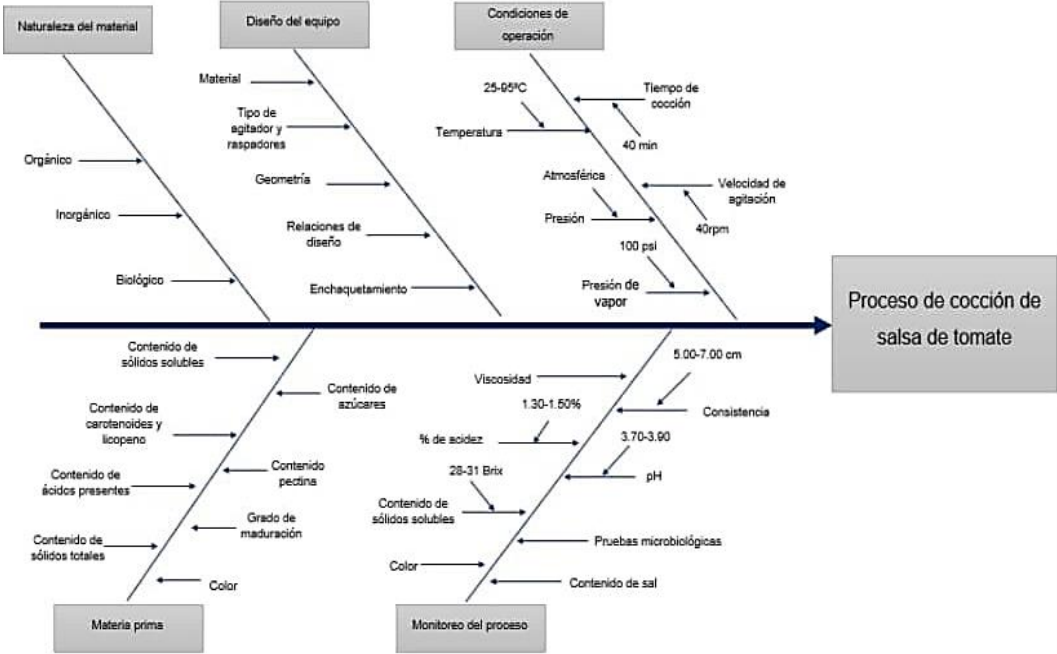 Naturaleza del material
Diseño del equipo
Condiciones de
operación
Material
Tipo de
agitador y
raspadores
Geometría
Relaciones de
diseño
Enchaquetamiento
Orgánico
Inorgánico
Biológico
25-95ºC
Temperatura
Tiempo de
cocción
40 min
Atmosférica
Presión
Velocidad de
agitación
40rpm
100 psi
Presión de
vapor
Proceso de cocción de
salsa de tomate
Contenido de
sólidos solubles
Contenido de
azúcares
Contenido de
carotenoides y
licopeno
Contenido
pectina
Contenido de
ácidos presentes
Grado de
maduración
Contenido de
sólidos totales
Color
Materia prima
Viscosidad
5.00-7.00 cm
Consistencia
1.30-1.50%
% de acidez
3.70-3.90
pH
28-31 Brix
Contenido de
sólidos solubles
Pruebas microbiológicas
Color
Contenido de sal
Monitoreo del proceso